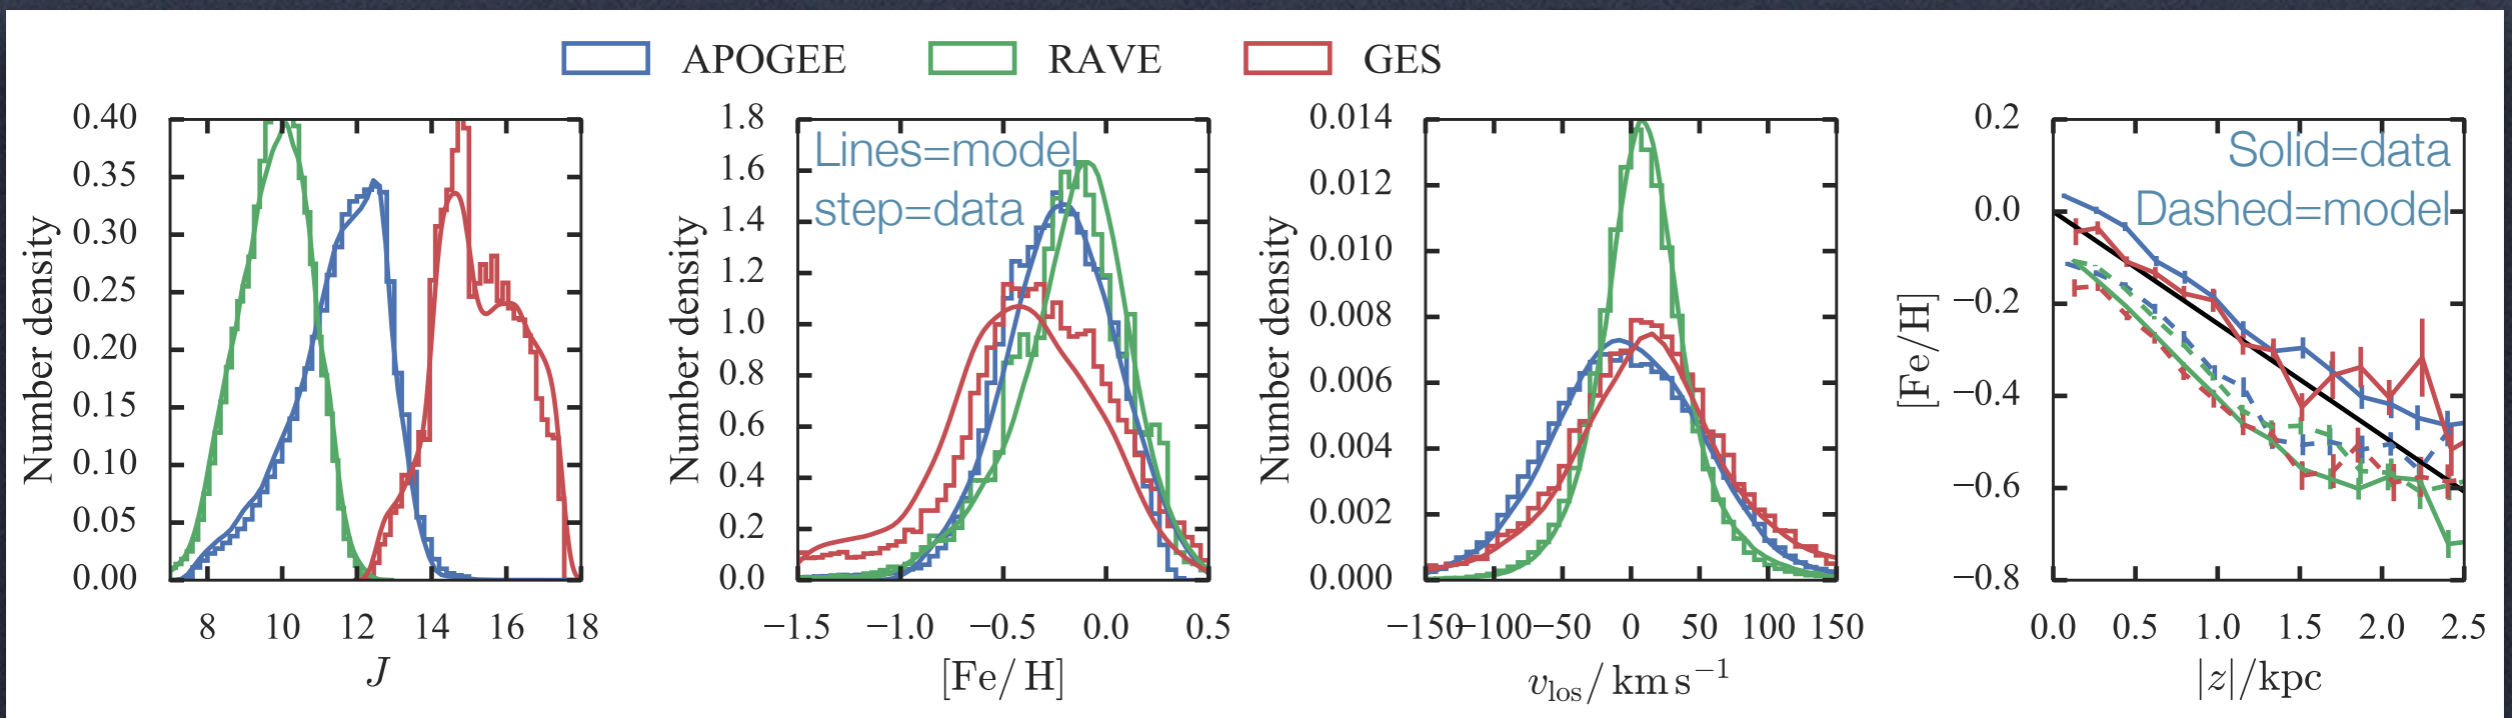 APOGEE RAVE GES
0.40
0.35
0.30
0.25
0.20
0.15
0.10
0.05
0.00
Number density
8 10 12 14 16 18
J
1.8
1.6
1.4
1.2
1.0
0.8
0.6
0.4
0.2
0.0
Number density
Lines=model
step=data
−1.5 −1.0 −0.5 0.0 0.5
[Fe/H]
0.014
0.012
0.010
0.008
0.006
0.004
0.002
0.000
Number density
−150 −100 −50 0 50 100 150
v_los/km s⁻¹
0.2
0.0
−0.2
−0.4
−0.6
−0.8
[Fe/H]
Solid=data
Dashed=model
0.0 0.5 1.0 1.5 2.0 2.5
|z|/kpc